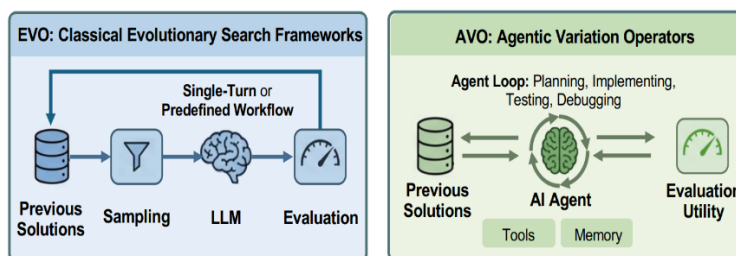 EVO: Classical Evolutionary Search Frameworks
Single-Turn or
Predefined Workflow
Previous
Solutions
Sampling
LLM
Evaluation
AVO: Agentic Variation Operators
Agent Loop: Planning, Implementing,
Testing, Debugging
Previous
Solutions
AI Agent
Evaluation
Utility
Tools
Memory